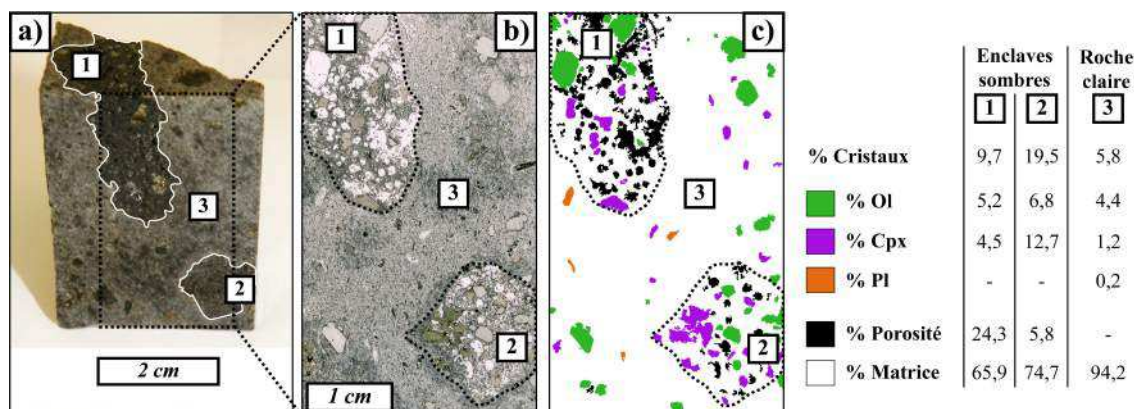 a)
1
3
2
2 cm
b)
1
3
2
1 cm
c)
1
3
2
Enclaves sombres
Roche claire
1 2 3
% Cristaux 9,7 19,5 5,8
% Ol 5,2 6,8 4,4
% Cpx 4,5 12,7 1,2
% Pl - - 0,2
% Porosité 24,3 5,8 -
% Matrice 65,9 74,7 94,2